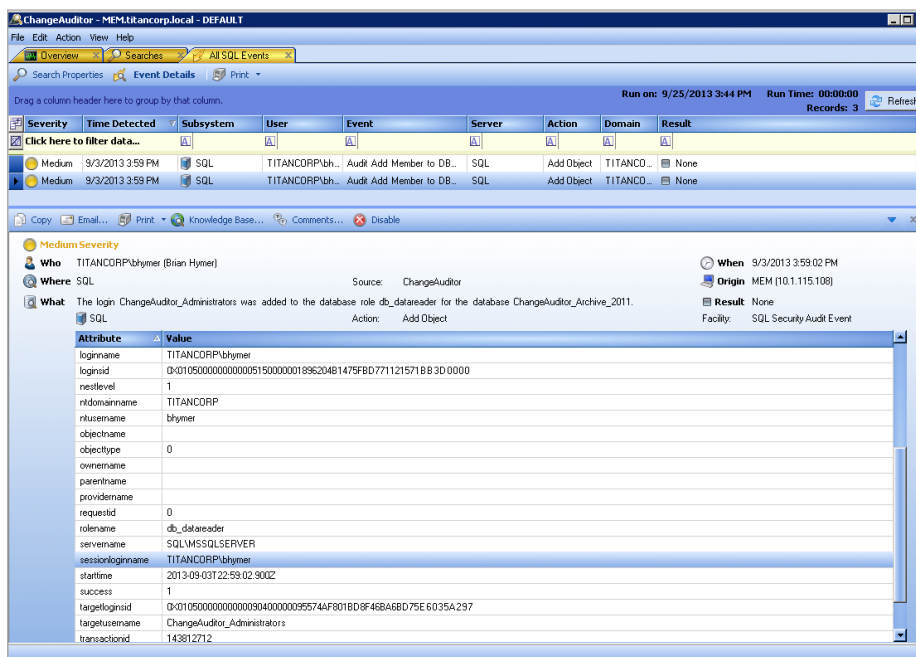 ChangeAuditor - MEM.titancorp.local - DEFAULT
File Edit Action View Help
Overview Searches All SQL Events
Search Properties Event Details Print
Drag a column header here to group by that column. Run on: 9/25/2013 3:44 PM Run Time: 00:00:00
Records: 3 Refresh
Severity Time Detected Subsystem User Event Server Action Domain Result
Click here to filter data...
Medium 9/3/2013 3:59 PM SQL TITANCORP\bh... Audit Add Member to DB... SQL Add Object TITANCO... None
Medium 9/3/2013 3:59 PM SQL TITANCORP\bh... Audit Add Member to DB... SQL Add Object TITANCO... None
Copy Email... Print Knowledge Base... Comments... Disable
Medium Severity
Who TITANCORP\bhymer (Brian Hymer) When 9/3/2013 3:59:02 PM
Where SQL Source: ChangeAuditor Origin MEM (10.1.115.108)
What The login ChangeAuditor_Administrators was added to the database role db_datareader for the database ChangeAuditor_Archive_2011. Result None
SQL Action: Add Object Facility: SQL Security Audit Event
Attribute Value
loginname TITANCORP\bhymer
nestlevel 1
ntdomainname TITANCORP
ntusername bhymer
objectname
objecttype 0
ownername
parentname
providername
requestid 0
rolename db_datareader
servername SQL\MSSQLSERVER
sessionloginname TITANCORP\bhymer
starttime 2013-09-03T22:59:02.900Z
success 1
targetloginsid
targetusername ChangeAuditor_Administrators
transactionid 143812712